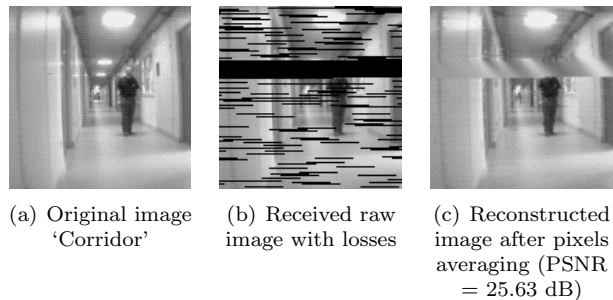 (a) Original image
‘Corridor’
(b) Received raw
image with losses
(c) Reconstructed
image after pixels
averaging (PSNR
= 25.63 dB)